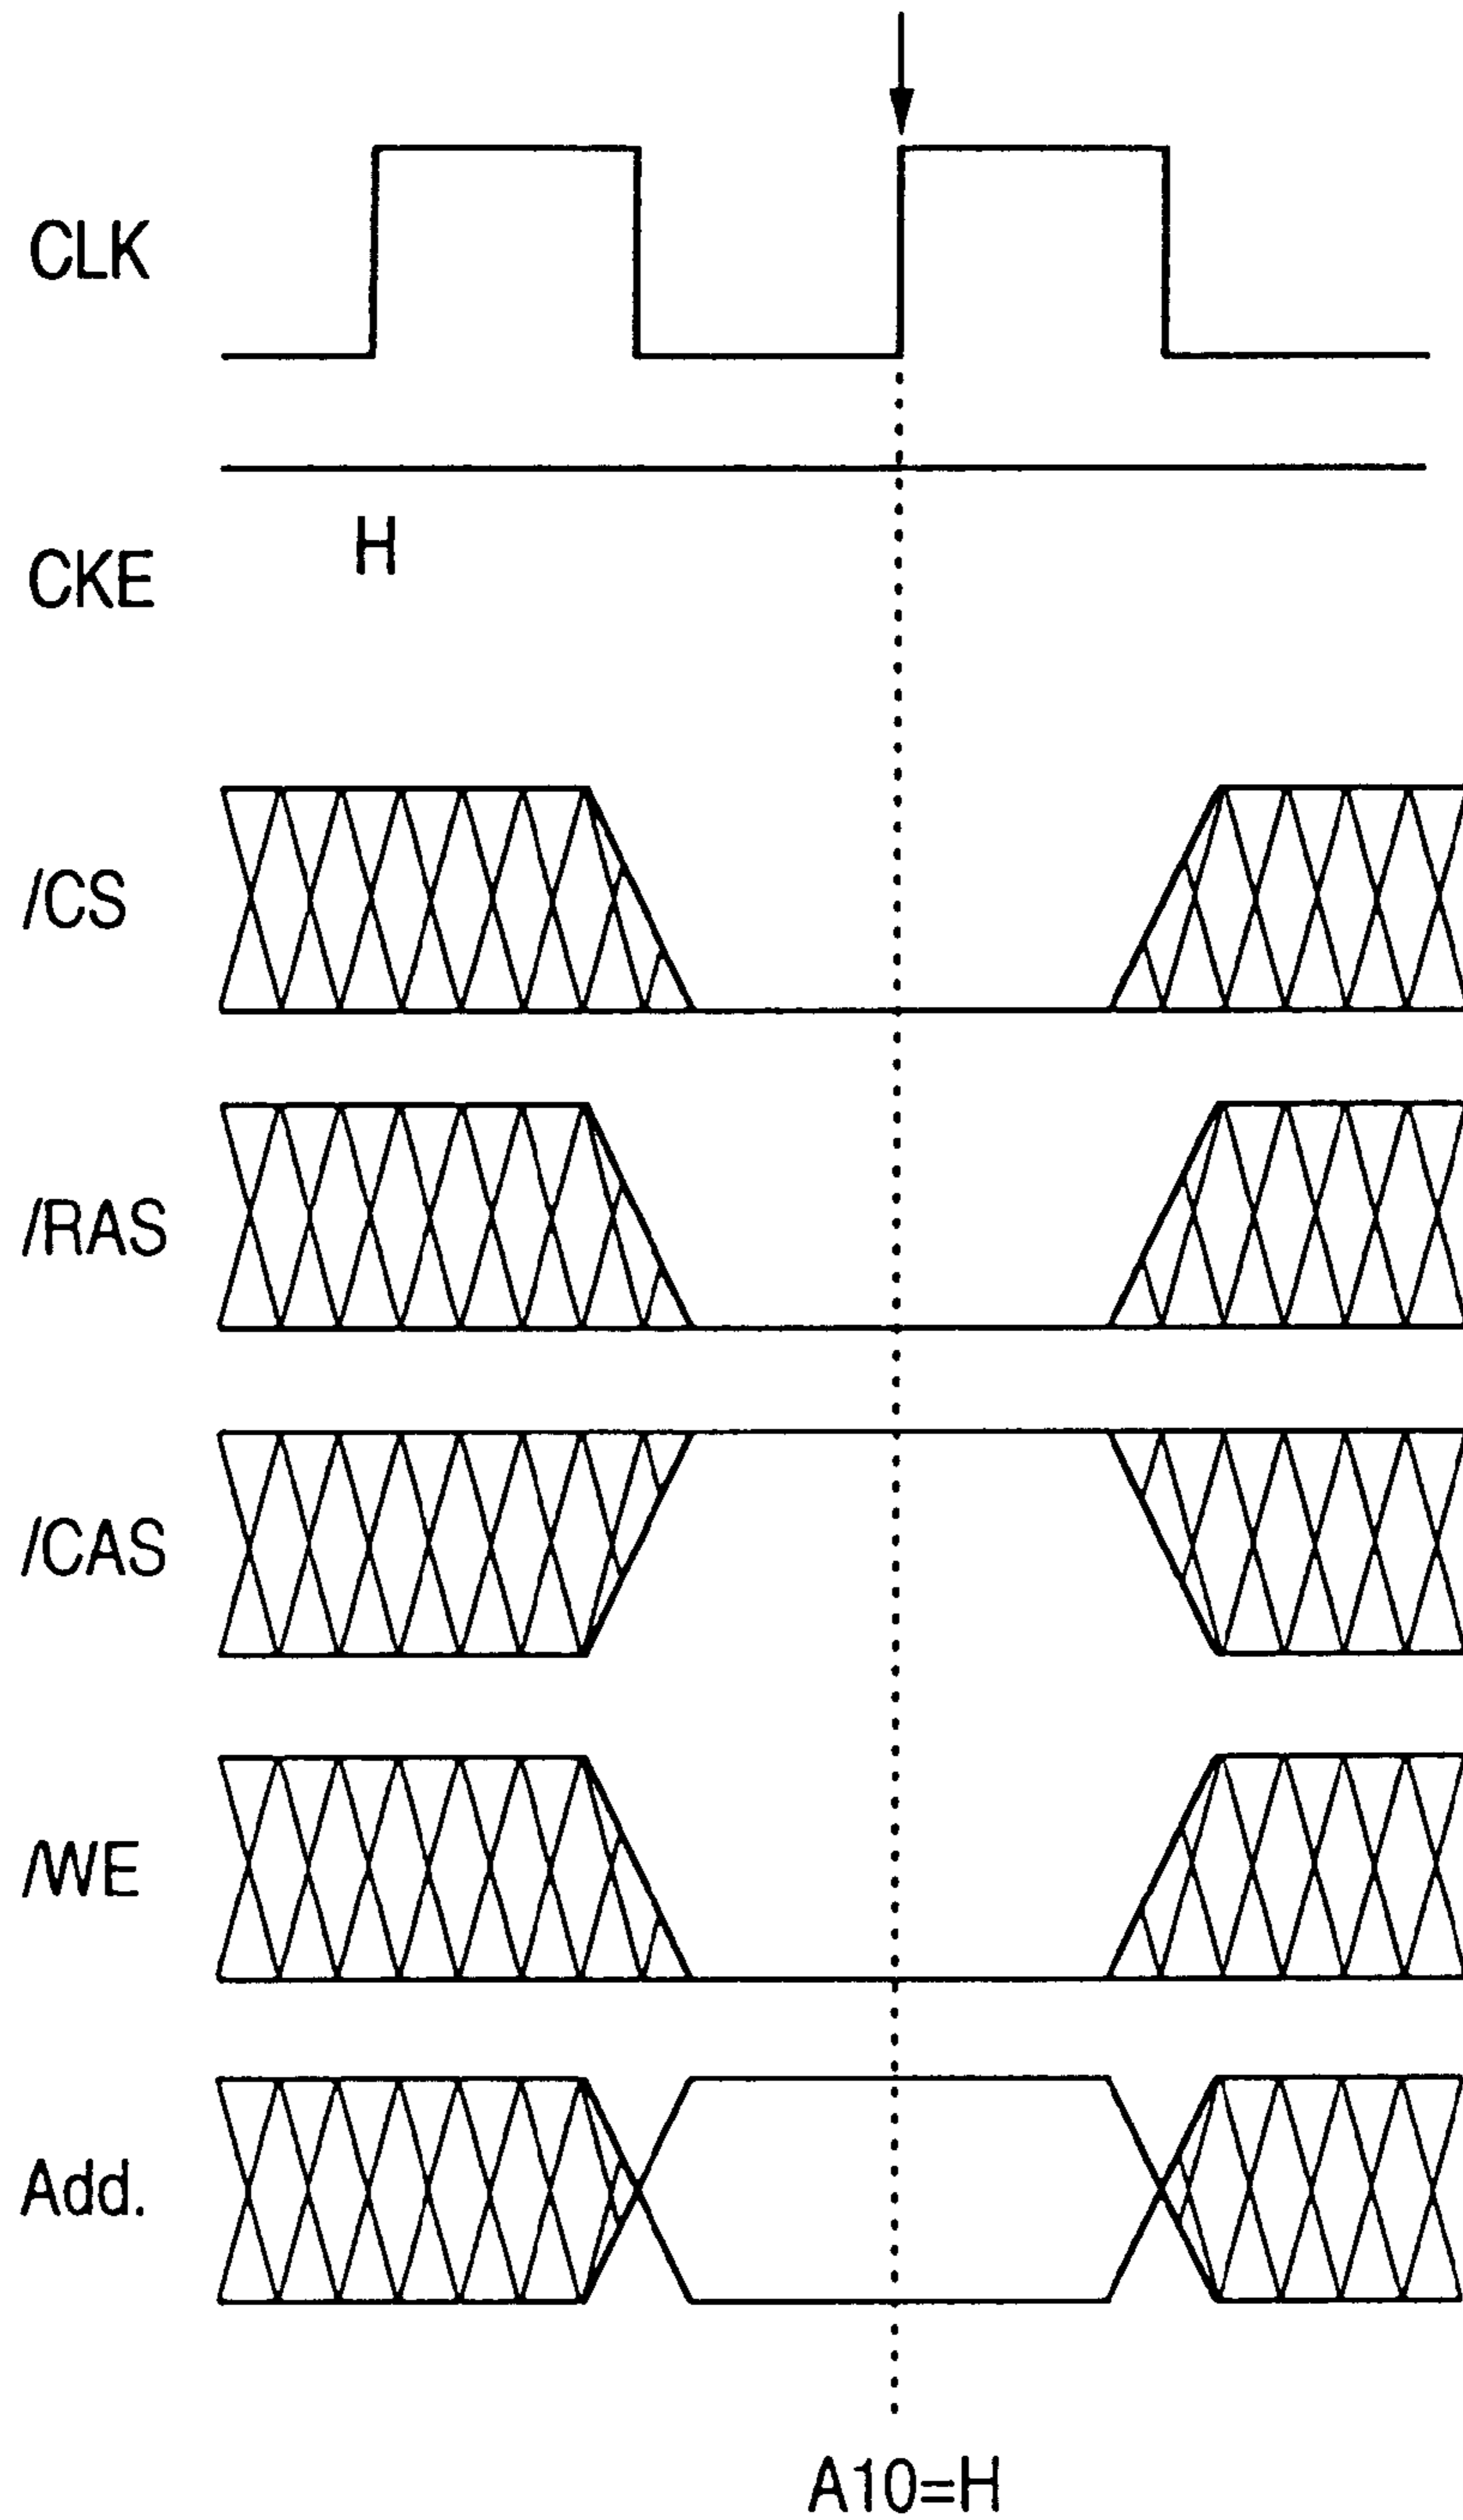 CLK
H
CKE
/CS
/RAS
/CAS
/WE
Add.
A10=H